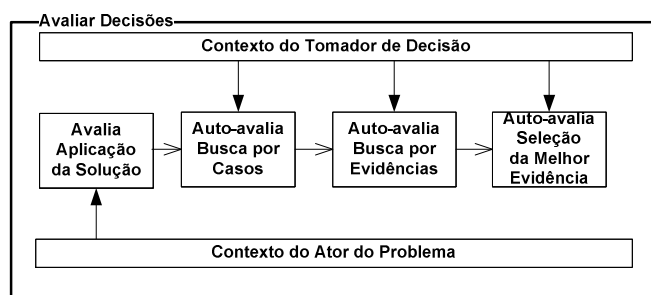 Avaliar Decisões
Contexto do Tomador de Decisão
Avalia
Aplicação
da Solução
Auto-avalia
Busca por
Casos
Auto-avalia
Busca por
Evidências
Auto-avalia
Seleção
da Melhor
Evidência
Contexto do Ator do Problema